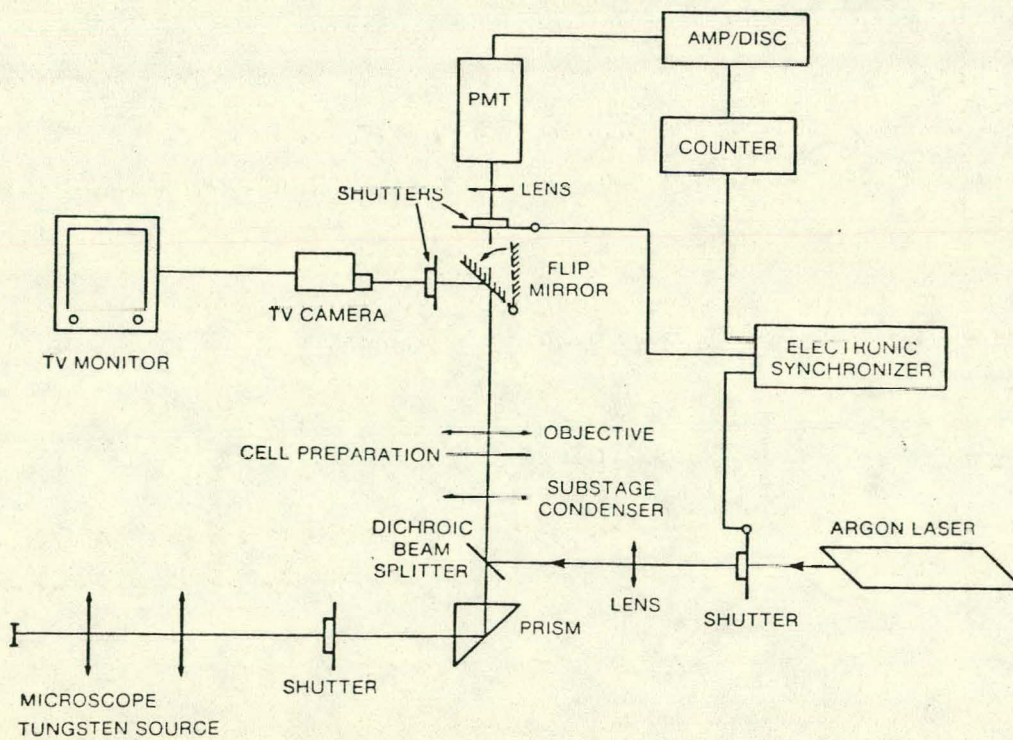 AMP/DISC
PMT
COUNTER
SHUTTERS
LENS
FLIP
MIRROR
TV CAMERA
TV MONITOR
ELECTRONIC
SYNCHRONIZER
OBJECTIVE
CELL PREPARATION
SUBSTAGE
CONDENSER
DICHROIC
BEAM
SPLITTER
ARGON LASER
LENS
SHUTTER
PRISM
SHUTTER
MICROSCOPE
TUNGSTEN SOURCE